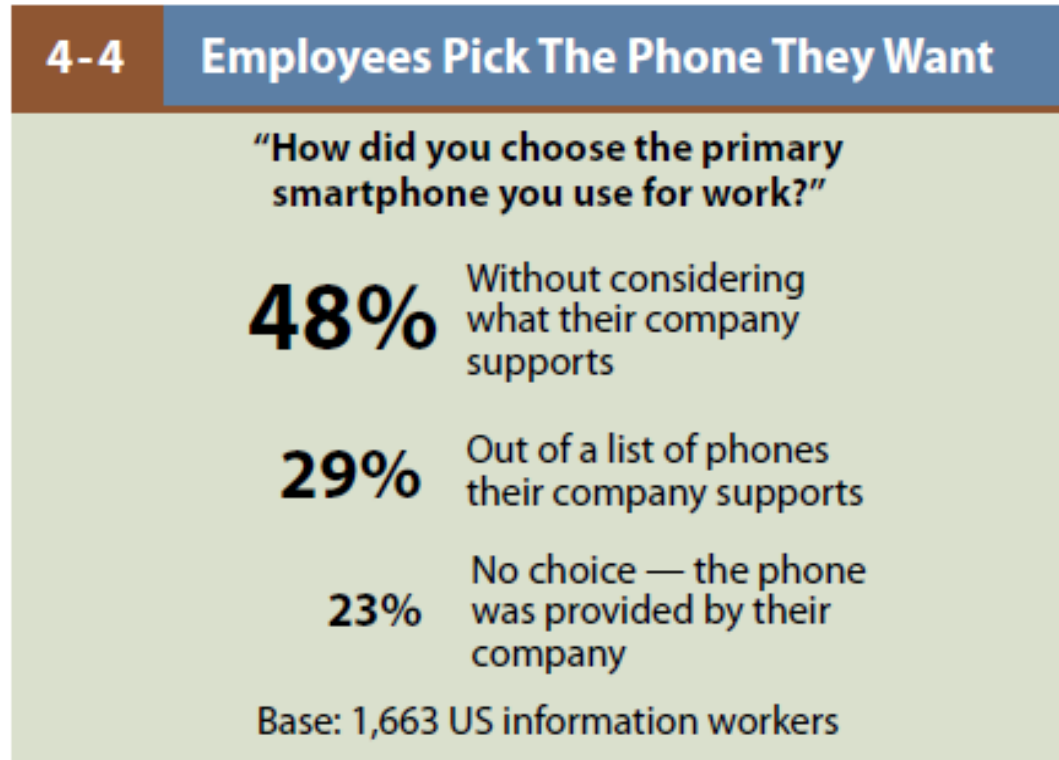 4-4 Employees Pick The Phone They Want
“How did you choose the primary
smartphone you use for work?”
48% Without considering
what their company
supports
29% Out of a list of phones
their company supports
23% No choice — the phone
was provided by their
company
Base: 1,663 US information workers